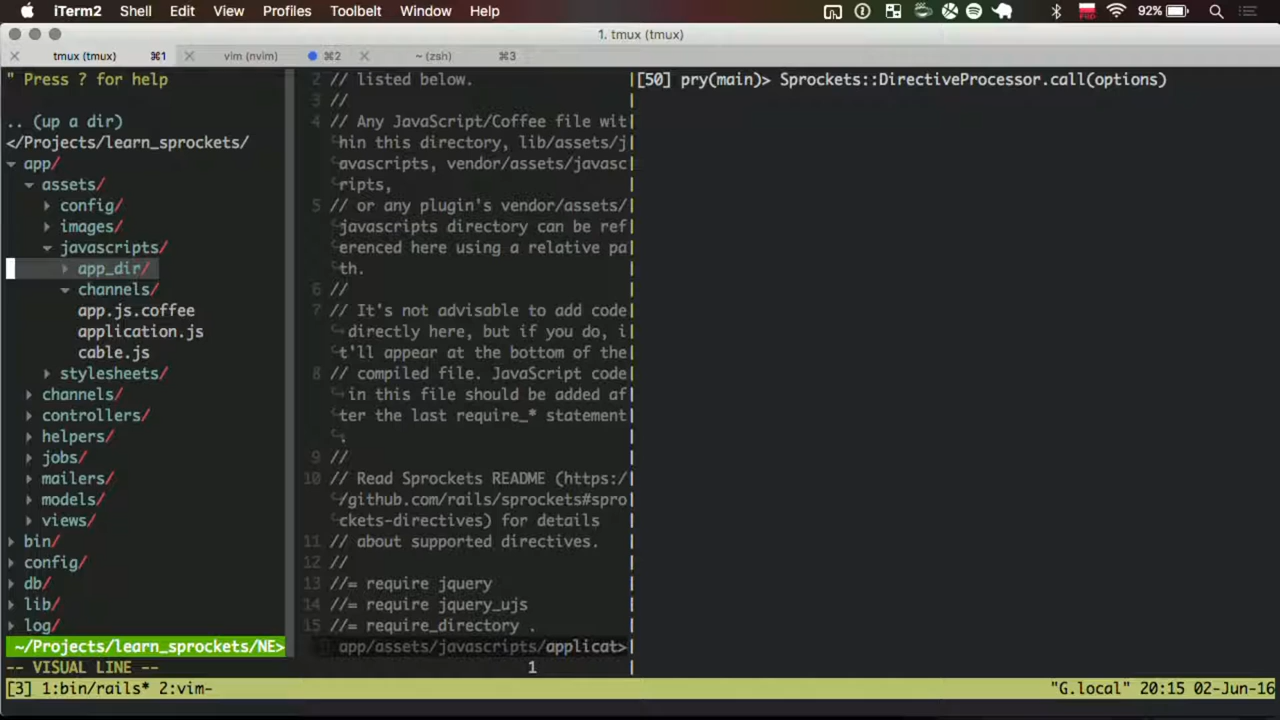 iTerm2 Shell Edit View Profiles Toolbelt Window Help 92%
1. tmux (tmux)
tmux (tmux) ⌘1 vim (nvim) ⌘2 ~ (zsh) ⌘3
" Press ? for help
.. (up a dir)
</Projects/learn_sprockets/
app/
assets/
config/
images/
javascripts/
app_dir/
channels/
app.js.coffee
application.js
cable.js
stylesheets/
channels/
controllers/
helpers/
jobs/
mailers/
models/
views/
bin/
config/
db/
lib/
log/
~/Projects/learn_sprockets/NE>
-- VISUAL LINE --
2 // listed below.
3 //
4 // Any JavaScript/Coffee file wit
hin this directory, lib/assets/j
avascripts, vendor/assets/javasc
ripts,
5 // or any plugin's vendor/assets/
javascripts directory can be ref
erenced here using a relative pa
th.
6 //
7 // It's not advisable to add code
directly here, but if you do, i
t'll appear at the bottom of the
8 // compiled file. JavaScript code
in this file should be added af
ter the last require_* statement
.
9 //
10 // Read Sprockets README (https:/
/github.com/rails/sprockets#spro
ckets-directives) for details
11 // about supported directives.
12 //
13 //= require jquery
14 //= require jquery_ujs
15 //= require_directory .
app/assets/javascripts/applicat>
1
[50] pry(main)> Sprockets::DirectiveProcessor.call(options)
[3] 1:bin/rails* 2:vim- "G.local" 20:15 02-Jun-16